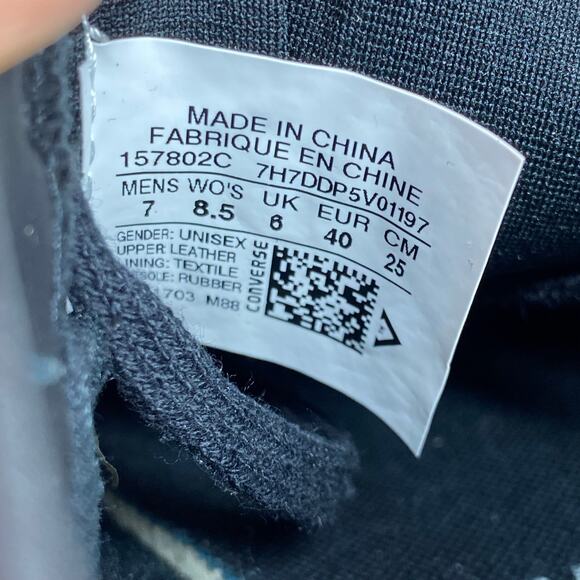 MADE IN CHINA
FABRIQUE EN CHINE
157802C 7H7DDP5V01197
MENS WO'S UK EUR CM
7 8.5 6 40 25
GENDER: UNISEX
UPPER LEATHER
LINING: TEXTILE
SOLE: RUBBER
1703 M88
CONVERSE